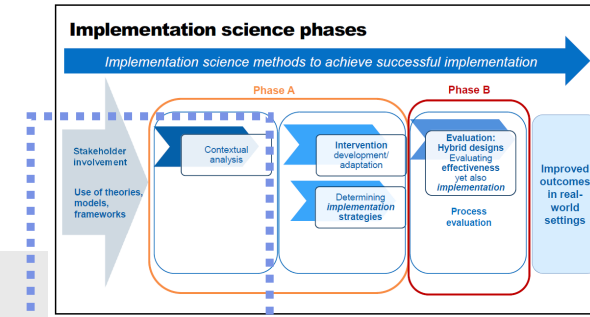 Implementation science phases
Implementation science methods to achieve successful implementation
Phase A
Phase B
Stakeholder
involvement
Use of theories,
models,
frameworks
Contextual
analysis
Intervention
development/
adaptation
Determining
implementation
strategies
Evaluation:
Hybrid designs
Evaluating
effectiveness
yet also
implementation
Process
evaluation
Improved
outcomes
in real-
world
settings